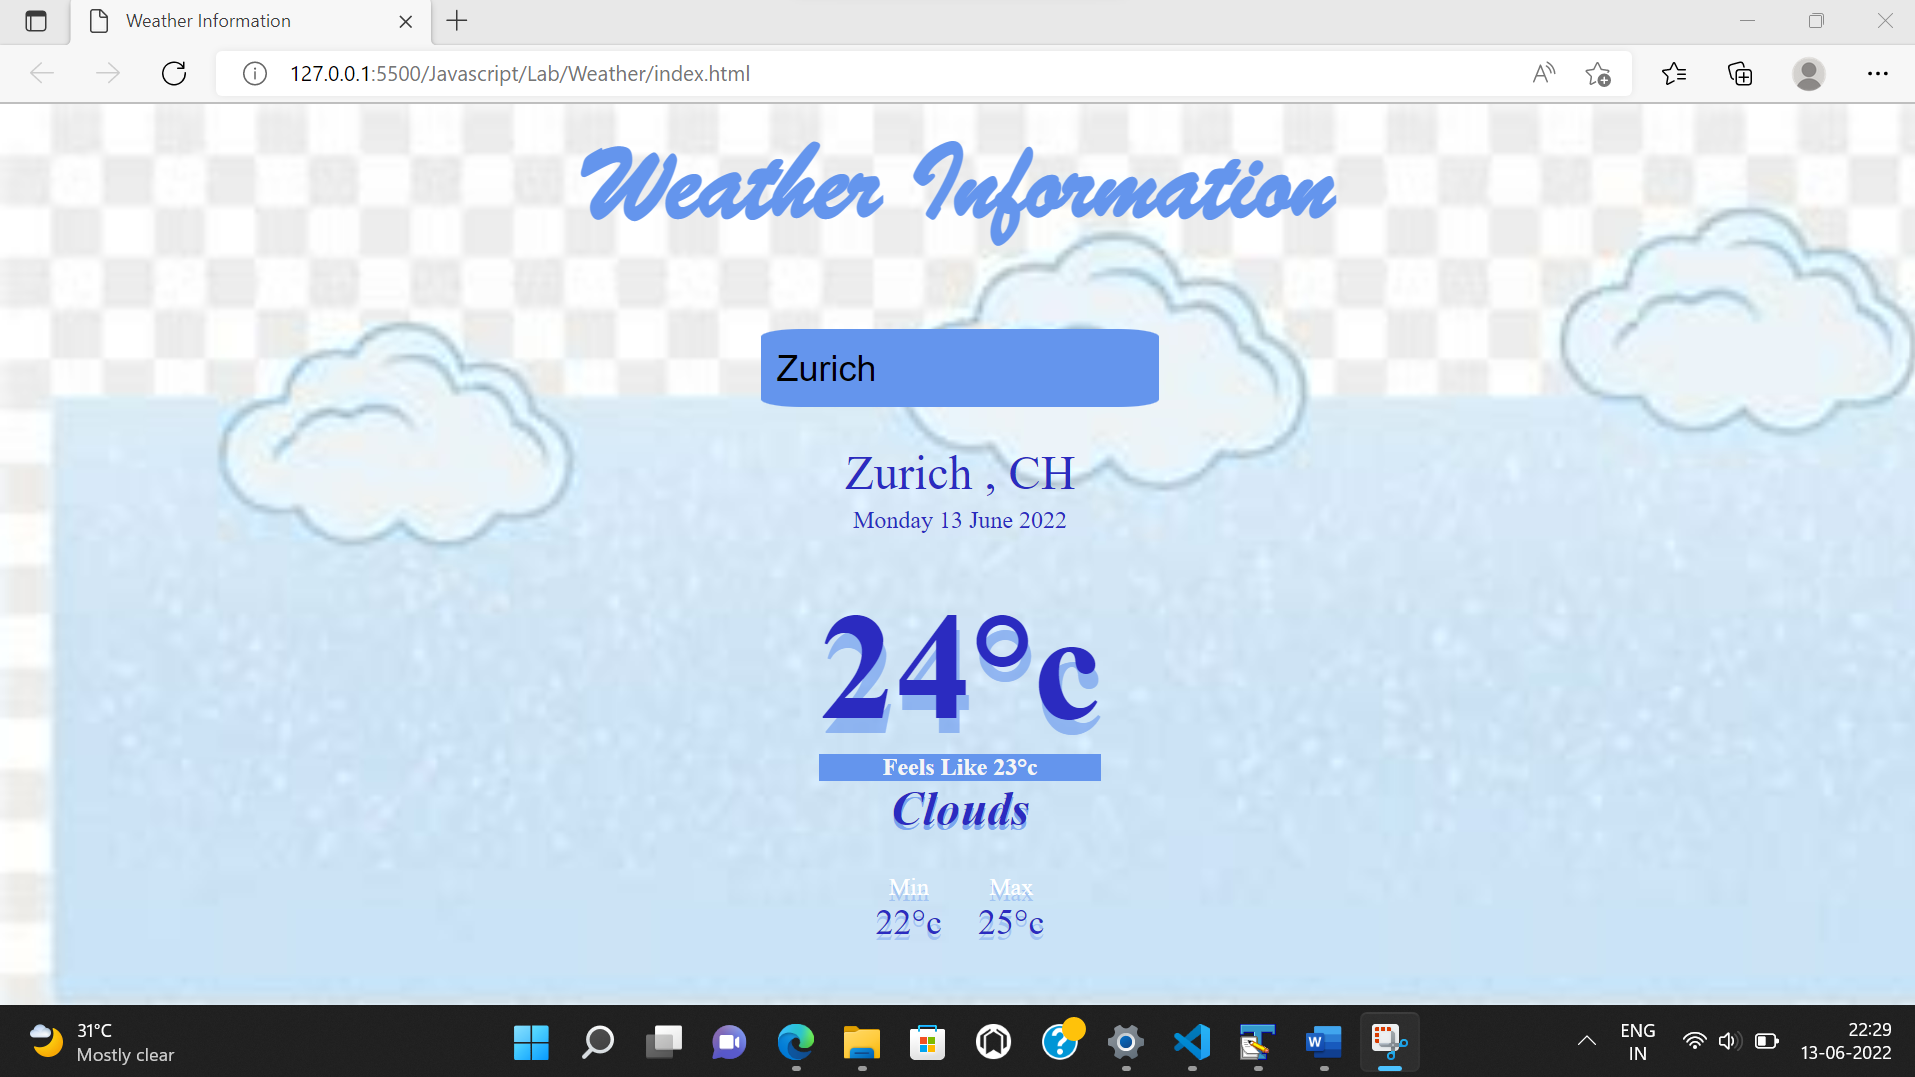 Weather Information
127.0.0.1:5500/Javascript/Lab/Weather/index.html
Weather Information
Zurich
Zurich , CH
Monday 13 June 2022
24°c
Feels Like 23°c
Clouds
Min Max
22°c 25°c
31°C
Mostly clear
ENG
IN
22:29
13-06-2022